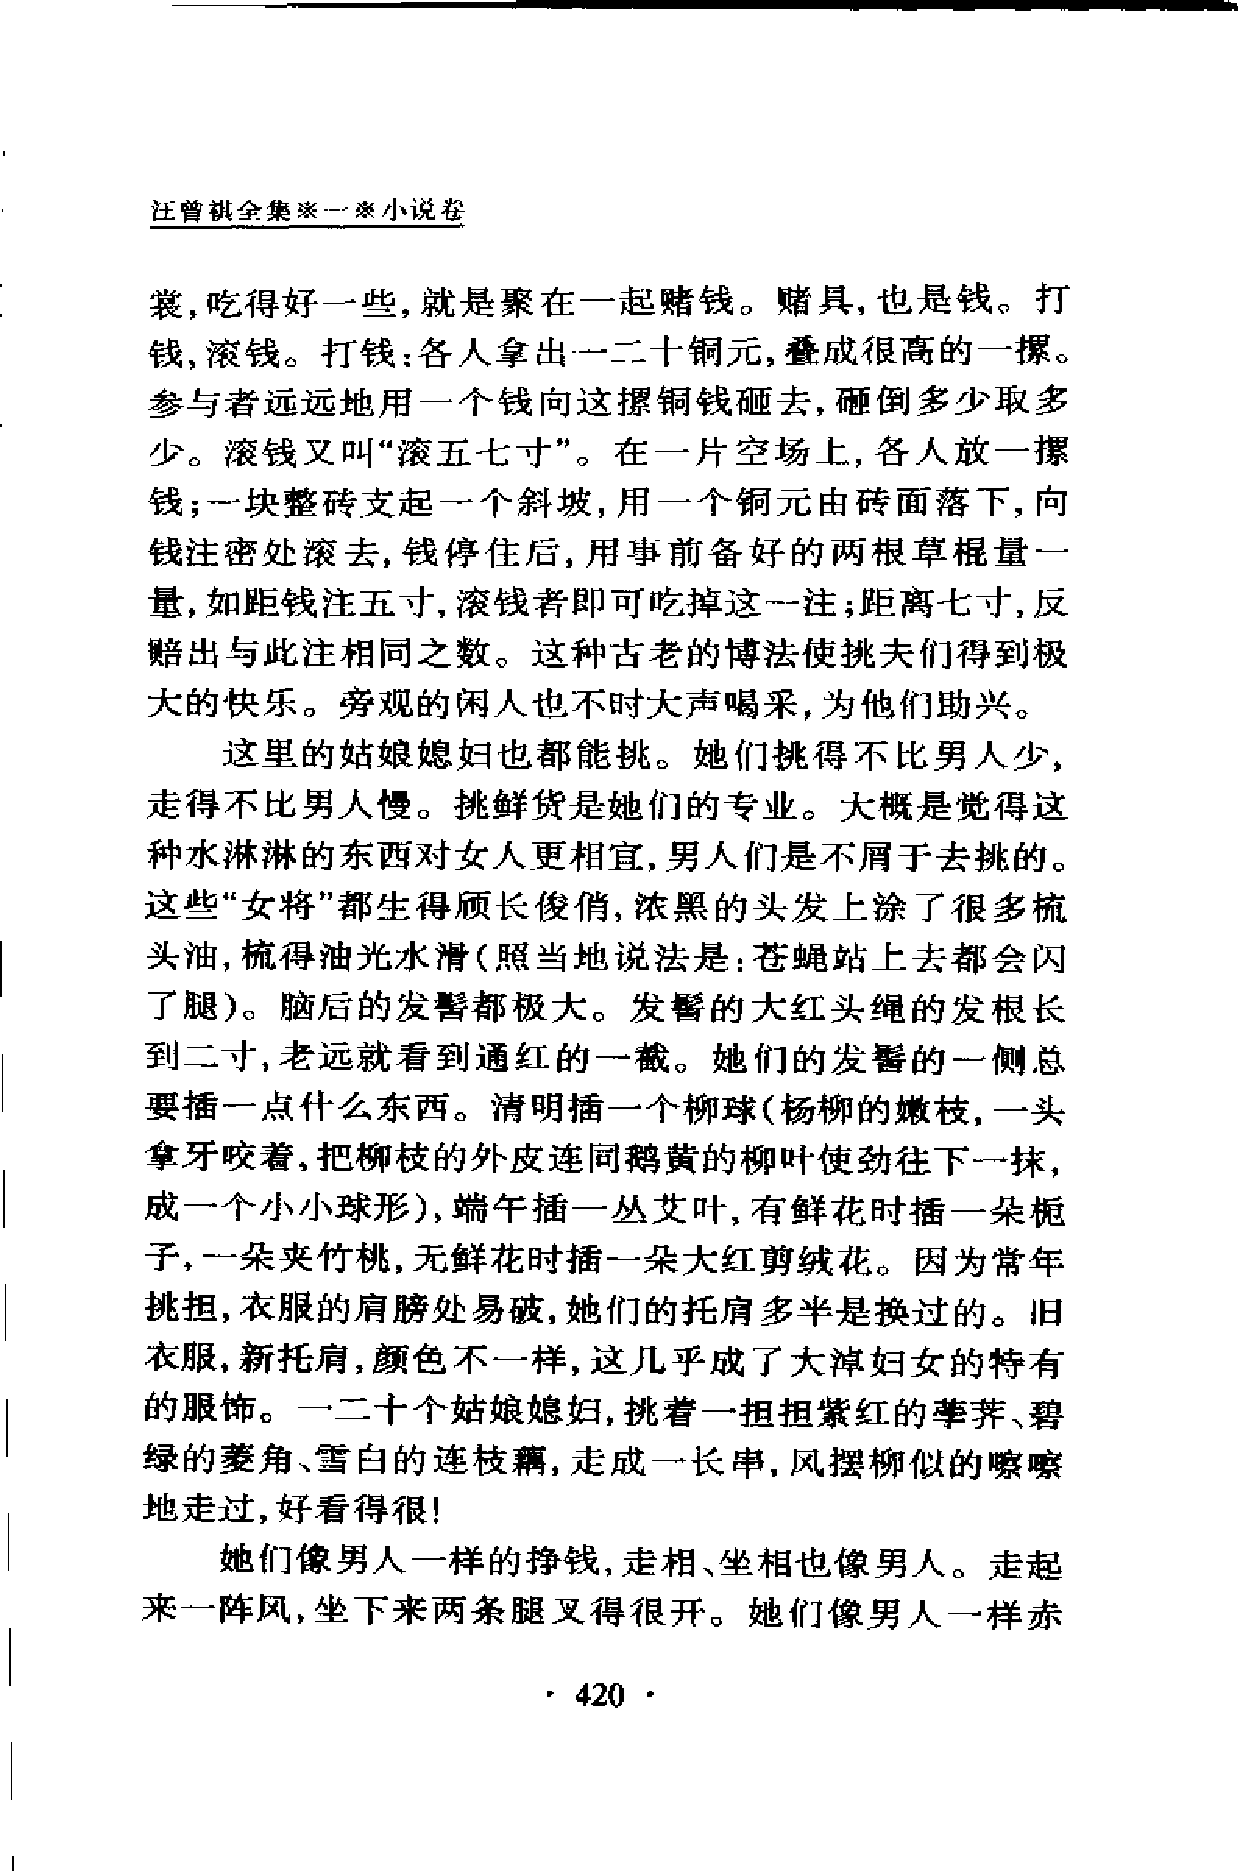 汪曾祺全集※一※小说卷
裳,吃得好一些,就是聚在一起赌钱。赌具,也是钱。打
钱,滚钱。打钱:各人拿出一二十铜元,叠成很高的一摞。
参与者远远地用一个钱向这摞铜钱砸去,砸倒多少取多
少。滚钱又叫“滚五七寸”。在一片空场上,各人放一摞
钱;一块整砖支起一个斜坡,用一个铜元由砖面落下,向
钱注密处滚去,钱停住后,用事前备好的两根草棍量一
量,如距钱注五寸,滚钱者即可吃掉这一注;距离七寸,反
赔出与此注相同之数。这种古老的博法使挑夫们得到极
大的快乐。旁观的闲人也不时大声喝采,为他们助兴。
这里的姑娘媳妇也都能挑。她们挑得不比男人少,
走得不比男人慢。挑鲜货是她们的专业。大概是觉得这
种水淋淋的东西对女人更相宜,男人们是不屑于去挑的。
这些“女将”都生得颀长俊俏,浓黑的头发上涂了很多梳
头油,梳得油光水滑(照当地说法是:苍蝇站上去都会闪
了腿)。脑后的发髻都极大。发髻的大红头绳的发根长
到二寸,老远就看到通红的一截。她们的发髻的一侧总
要插一点什么东西。清明插一个柳球(杨柳的嫩枝,一头
拿牙咬着,把柳枝的外皮连同鹅黄的柳叶使劲往下一抹,
成一个小小球形),端午插一丛艾叶,有鲜花时插一朵栀
子,一朵夹竹桃,无鲜花时插一朵大红剪绒花。因为常年
挑担,衣服的肩膀处易破,她们的托肩多半是换过的。旧
衣服,新托肩,颜色不一样,这几乎成了大淖妇女的特有
的服饰。一二十个姑娘媳妇,挑着一担担紫红的荸荠、碧
绿的菱角、雪白的连枝藕,走成一长串,风摆柳似的嚓嚓
地走过,好看得很!
她们像男人一样的挣钱,走相、坐相也像男人。走起
来一阵风,坐下来两条腿叉得很开。她们像男人一样赤
· 420 ·